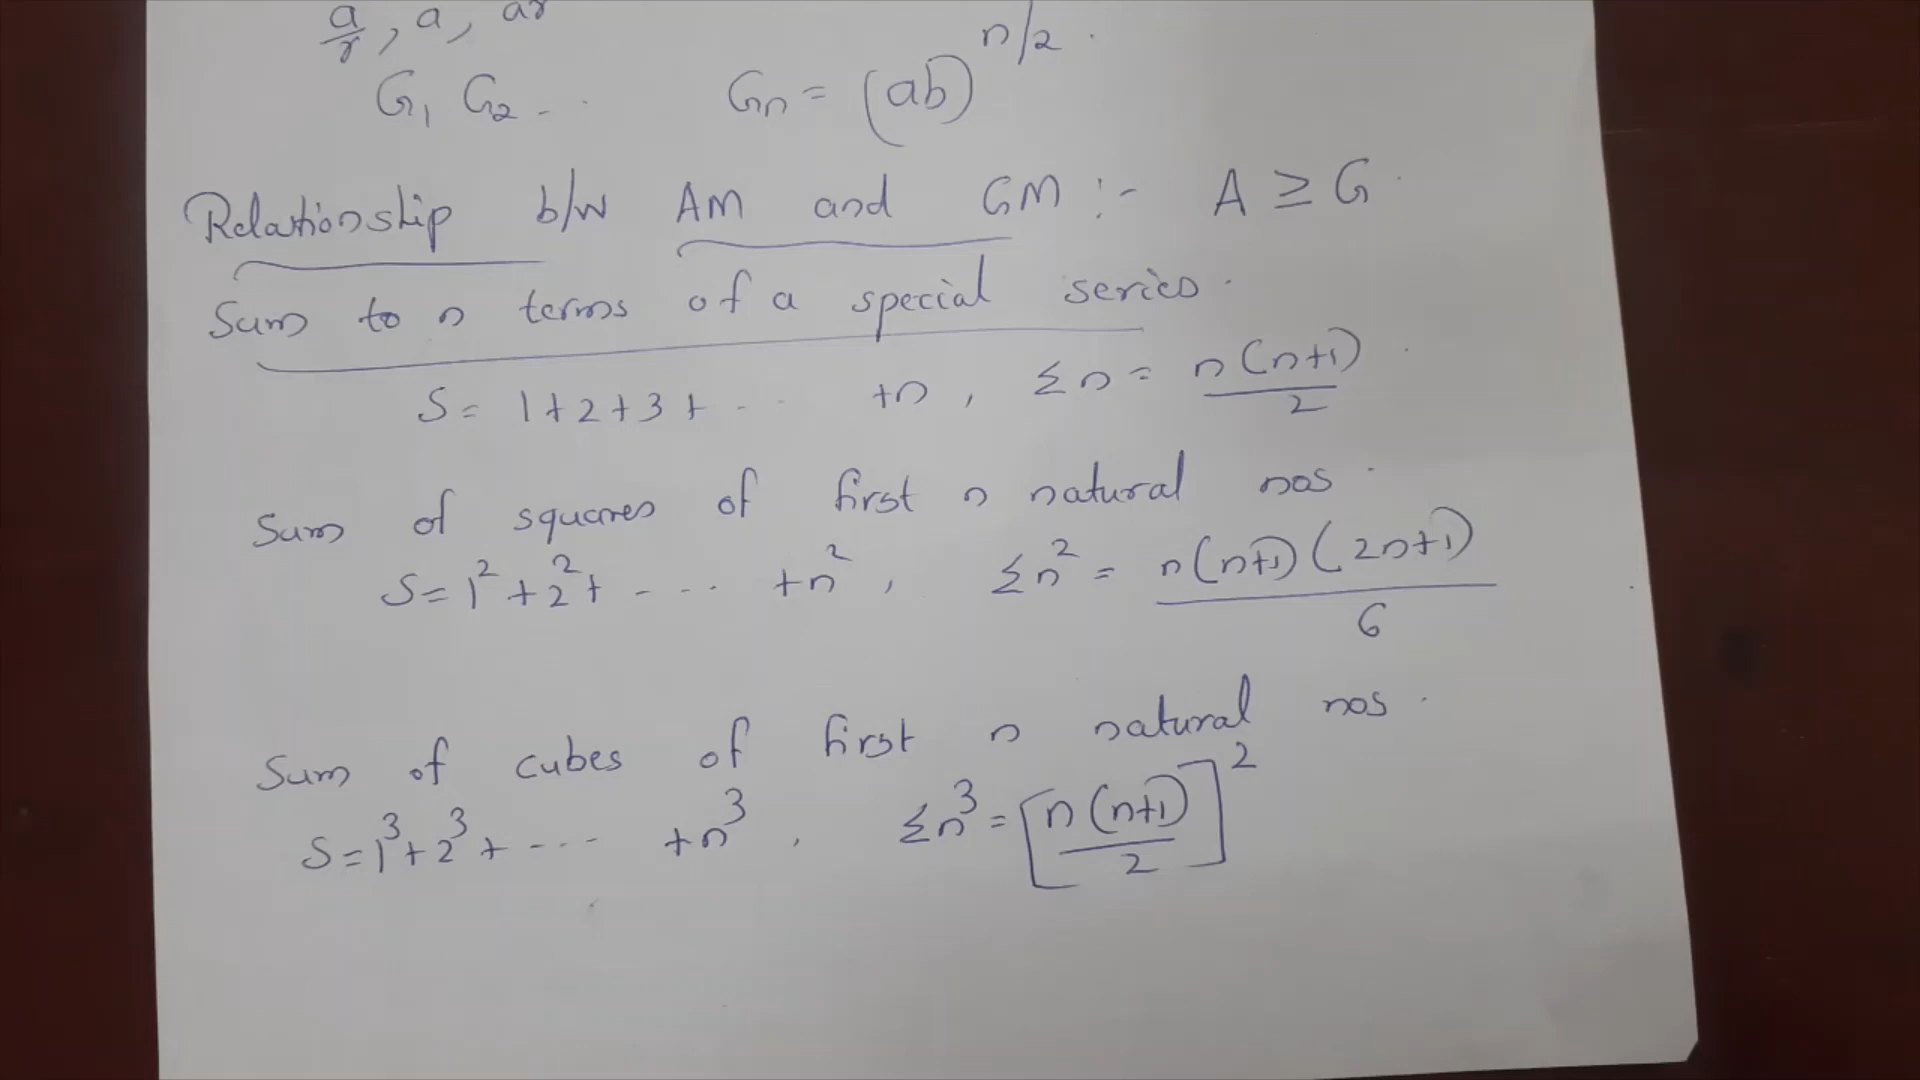 a/r, a, ar
G₁ G₂ - . . Gn = (ab)^n/2 .
Relationship b/w AM and GM :- A ≥ G .
Sum to n terms of a special series .
S = 1+2+3+ - . . +n , Σn = n(n+1)/2 .
Sum of squares of first n natural nos .
S = 1² + 2² + - - - . +n² , Σn² = n(n+1)(2n+1)/6
Sum of cubes of first n natural nos .
S = 1³ + 2³ + - - - - +n³ , Σn³ = [n(n+1)/2]²